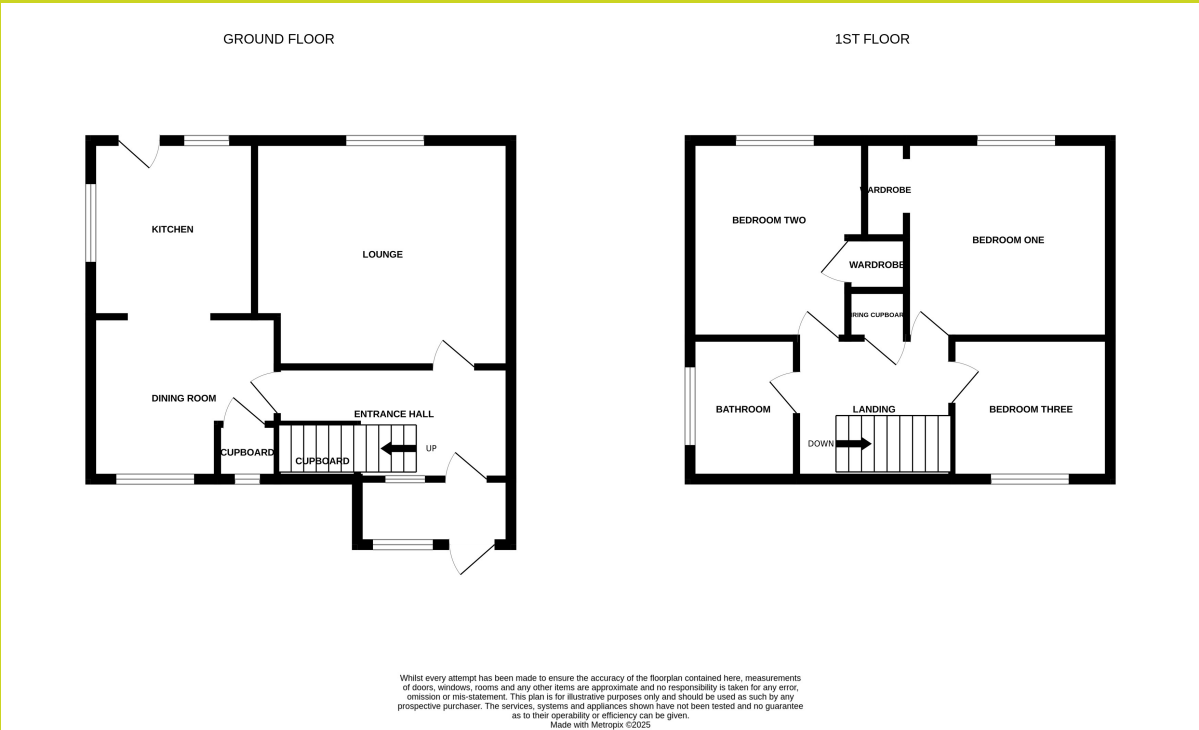 GROUND FLOOR
KITCHEN
LOUNGE
DINING ROOM
ENTRANCE HALL
CUPBOARD
CUPBOARD
UP
1ST FLOOR
WARDROBE
BEDROOM TWO
BEDROOM ONE
WARDROBE
CUPBOAR
BATHROOM
LANDING
BEDROOM THREE
DOWN
Whilst every attempt has been made to ensure the accuracy of the floorplan contained here, measurements
of doors, windows, rooms and any other items are approximate and no responsibility is taken for any error,
omission or mis-statement. This plan is for illustrative purposes only and should be used as such by any
prospective purchaser. The services, systems and appliances shown have not been tested and no guarantee
as to their operability or efficiency can be given.
Made with Metropix ©2025